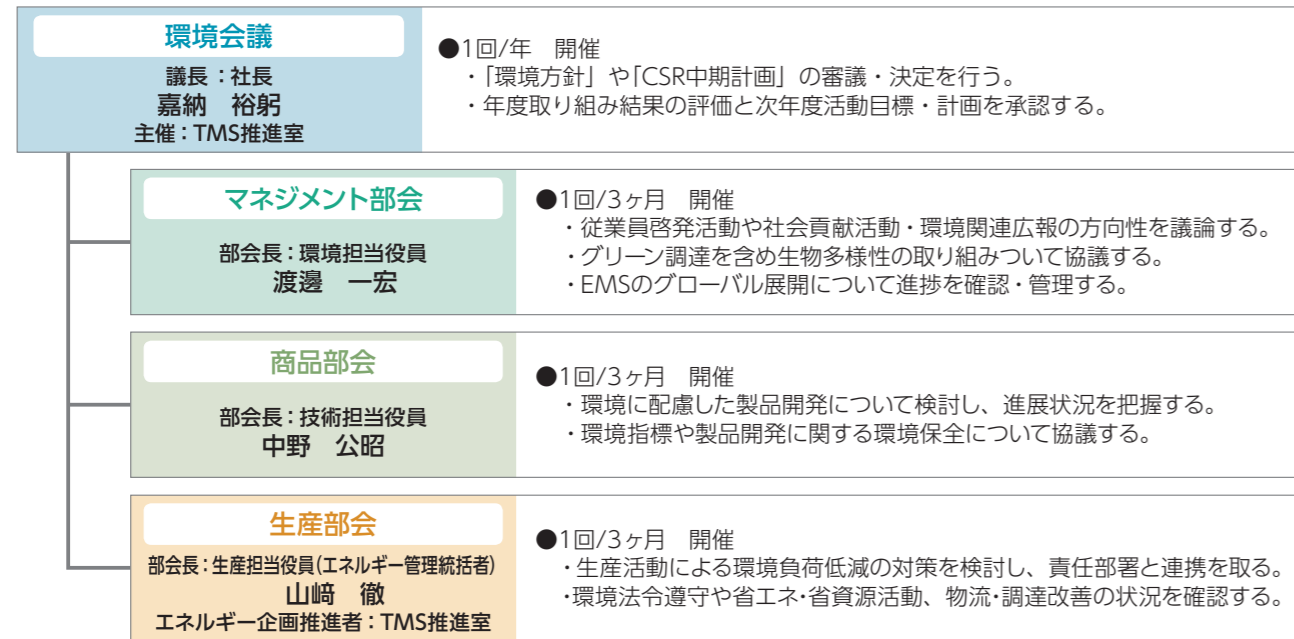 環境会議
議長：社長
嘉納　裕躬
主催：TMS推進室
●1回/年　開催
・「環境方針」や「CSR中期計画」の審議・決定を行う。
・年度取り組み結果の評価と次年度活動目標・計画を承認する。
マネジメント部会
部会長：環境担当役員
渡邊　一宏
●1回/3ヶ月　開催
・従業員啓発活動や社会貢献活動・環境関連広報の方向性を議論する。
・グリーン調達を含め生物多様性の取り組みついて協議する。
・EMSのグローバル展開について進捗を確認・管理する。
商品部会
部会長：技術担当役員
中野　公昭
●1回/3ヶ月　開催
・環境に配慮した製品開発について検討し、進展状況を把握する。
・環境指標や製品開発に関する環境保全について協議する。
生産部会
部会長：生産担当役員(エネルギー管理統括者)
山﨑　徹
エネルギー企画推進者：TMS推進室
●1回/3ヶ月　開催
・生産活動による環境負荷低減の対策を検討し、責任部署と連携を取る。
・環境法令遵守や省エネ・省資源活動、物流・調達改善の状況を確認する。